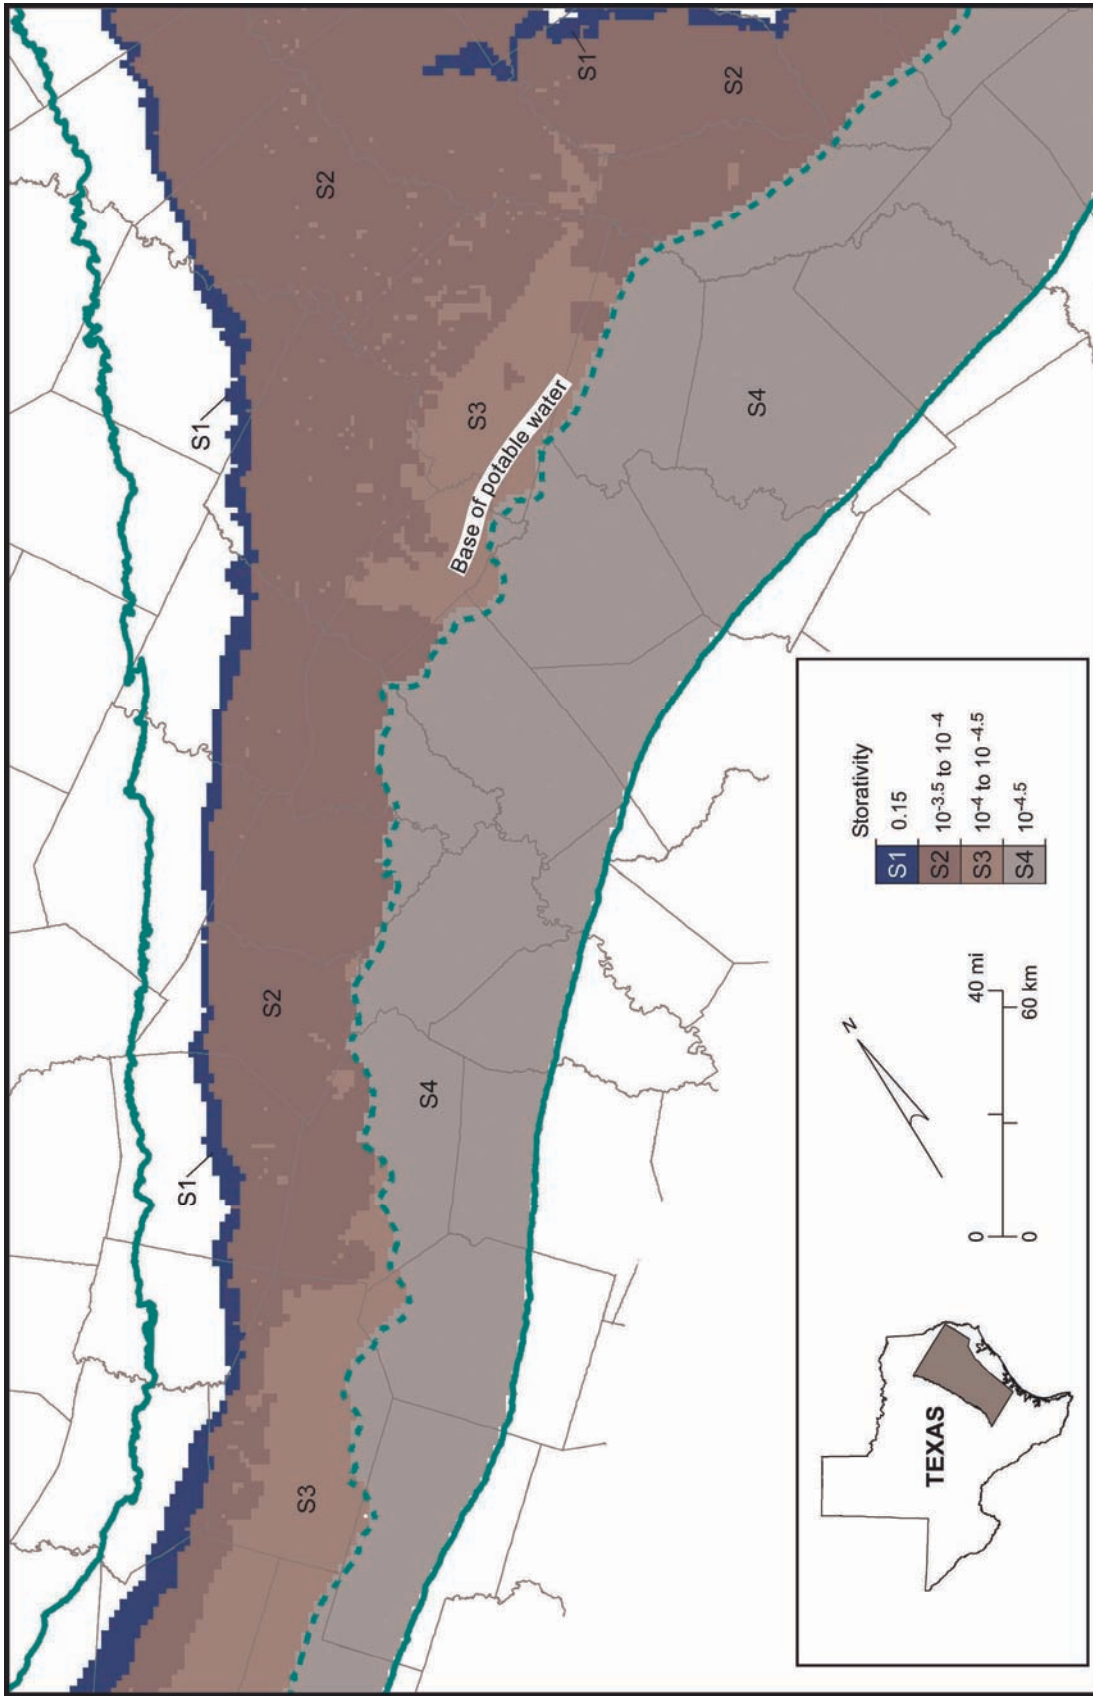 S1
S2
S2
S1
S3
Base of potable water
S4
S1
S2
S4
S1
S3
TEXAS
N
0 40 mi
0 60 km
Storativity
S1 0.15
S2 10-3.5 to 10-4
S3 10-4 to 10-4.5
S4 10-4.5